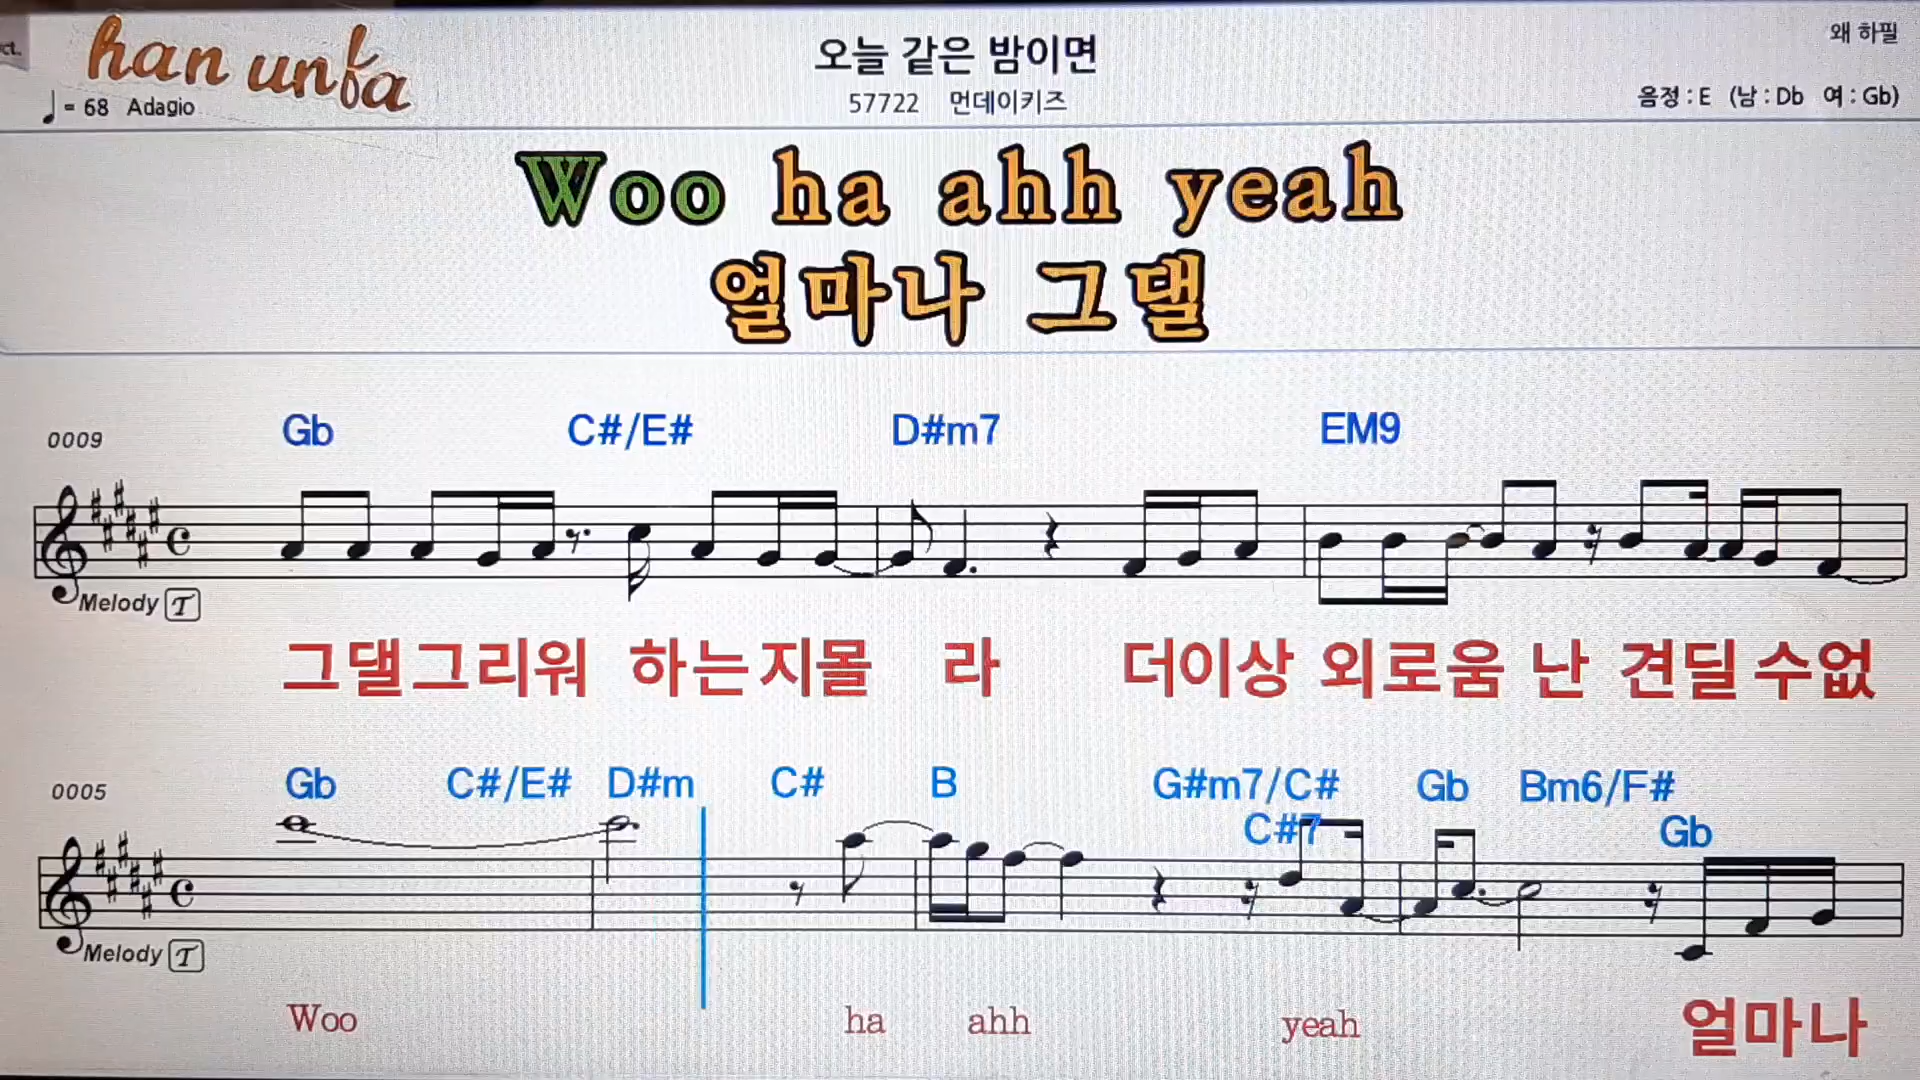 ct.
han unfa
오늘 같은 밤이면
왜 하필
♩= 68 Adagio
57722 먼데이키즈
음정 : E (남 : Db 여 : Gb)
Woo ha ahh yeah
얼마나 그댈
0009
Gb C#/E# D#m7 EM9
Melody T
그댈그리워 하는지몰 라 더이상 외로움 난 견딜수없
0005
Gb C#/E# D#m C# B G#m7/C# Gb Bm6/F#
C#7 Gb
Melody T
Woo ha ahh yeah 얼마나